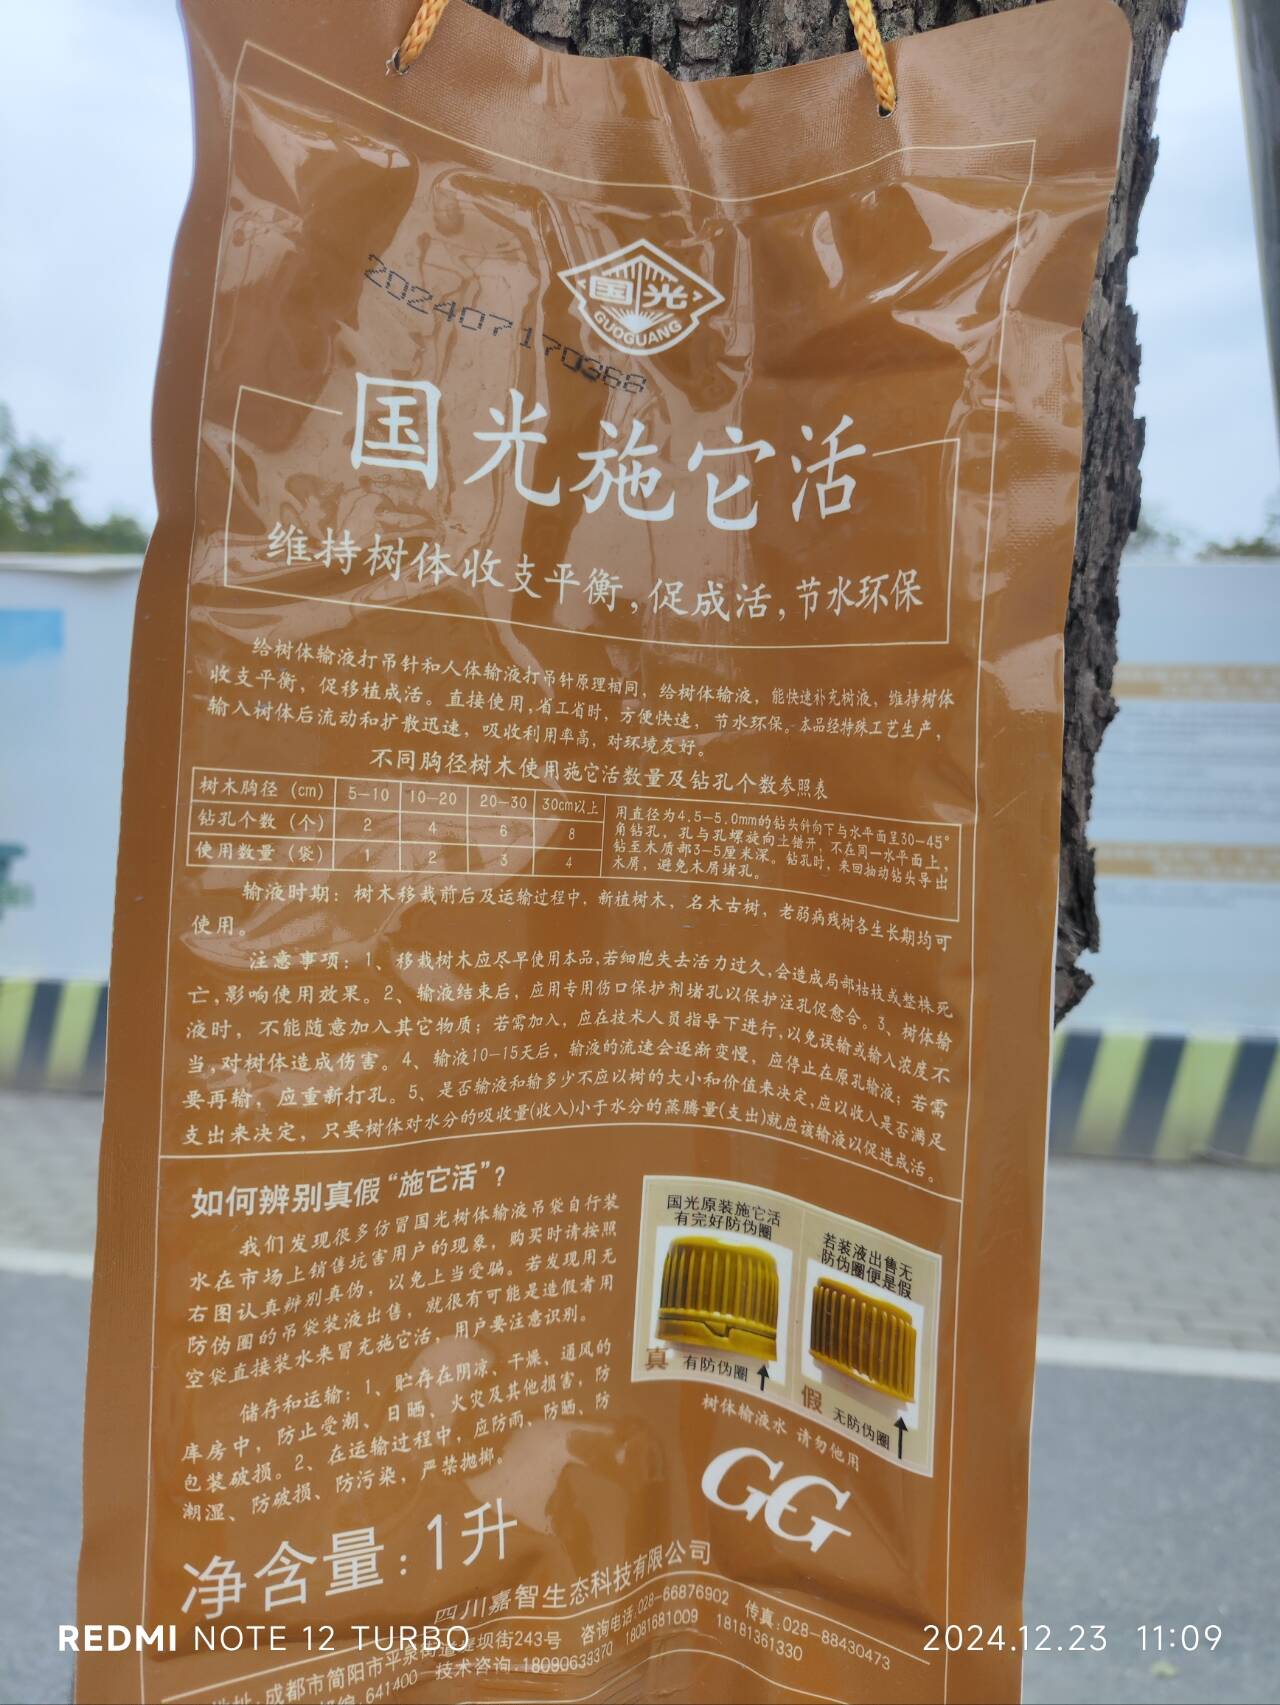 国光
GUOGUANG
20240717 0368
国光施它活
维持树体收支平衡,促成活,节水环保
给树体输液打吊针和人体输液打吊针原理相同,给树体输液,能快速补充树液,维持树体
收支平衡,促移植成活。直接使用,省工省时,方便快速,节水环保。本品经特殊工艺生产,
输入树体后流动和扩散迅速,吸收利用率高,对环境友好。
不同胸径树木使用施它活数量及钻孔个数参照表
树木胸径(cm) 5-10 10-20 20-30 30cm以上
钻孔个数(个) 2 4 6 8
使用数量(袋) 1 2 3 4
用直径为4.5-5.0mm的钻头斜向下与水平面呈30-45°
角钻孔,孔与孔螺旋向上错开,不在同一水平面上,
钻至木质部3-5厘米深。钻孔时,来回抽动钻头导出
木屑,避免木屑堵孔。
输液时期:树木移栽前后及运输过程中,新植树木,名木古树,老弱病残树各生长期均可
使用。
注意事项:1、移栽树木应尽早使用本品,若细胞失去活力过久,会造成局部枯枝或整株死
亡,影响使用效果。2、输液结束后,应用专用伤口保护剂堵孔以保护注孔促愈合。3、树体输
液时,不能随意加入其它物质;若需加入,应在技术人员指导下进行,以免误输或输入浓度不
当,对树体造成伤害。4、输液10-15天后,输液的流速会逐渐变慢,应停止在原孔输液;若需
要再输,应重新打孔。5、是否输液和输多少不应以树的大小和价值来决定,应以收入是否满足
支出来决定,只要树体对水分的吸收量(收入)小于水分的蒸腾量(支出)就应该输液以促进成活。
如何辨别真假“施它活”?
我们发现很多仿冒国光树体输液吊袋自行装
水在市场上销售坑害用户的现象,购买时请按照
右图认真辨别真伪,以免上当受骗。若发现用无
防伪圈的吊袋装液出售,就很有可能是造假者用
空袋直接装水来冒充施它活,用户要注意识别。
储存和运输:1、贮存在阴凉、干燥、通风的
库房中,防止受潮、日晒、火灾及其他损害,防
包装破损。2、在运输过程中,应防雨、防晒、防
潮湿、防破损、防污染,严禁抛掷。
国光原装施它活
有完好防伪圈
若装液出售无
防伪圈便是假
真 有防伪圈
假 无防伪圈
树体输液水 请勿他用
GG
净含量:1升
四川嘉智生态科技有限公司
地址:成都市简阳市平泉街道 坝街243号 咨询电话:028-66876902 传真:028-88430473
邮编:641400 技术咨询:18090633370 18081681009 18181361330
REDMI NOTE 12 TURBO
2024.12.23 11:09